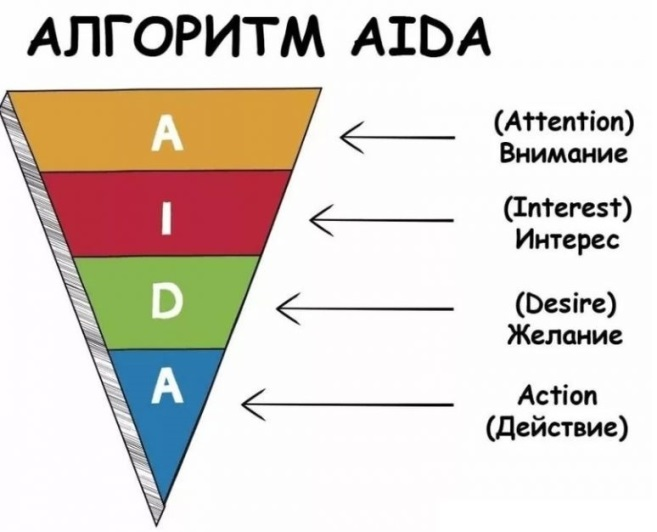 АЛГОРИТМ AIDA
A
(Attention)
Внимание
I
(Interest)
Интерес
D
(Desire)
Желание
A
Action
(Действие)